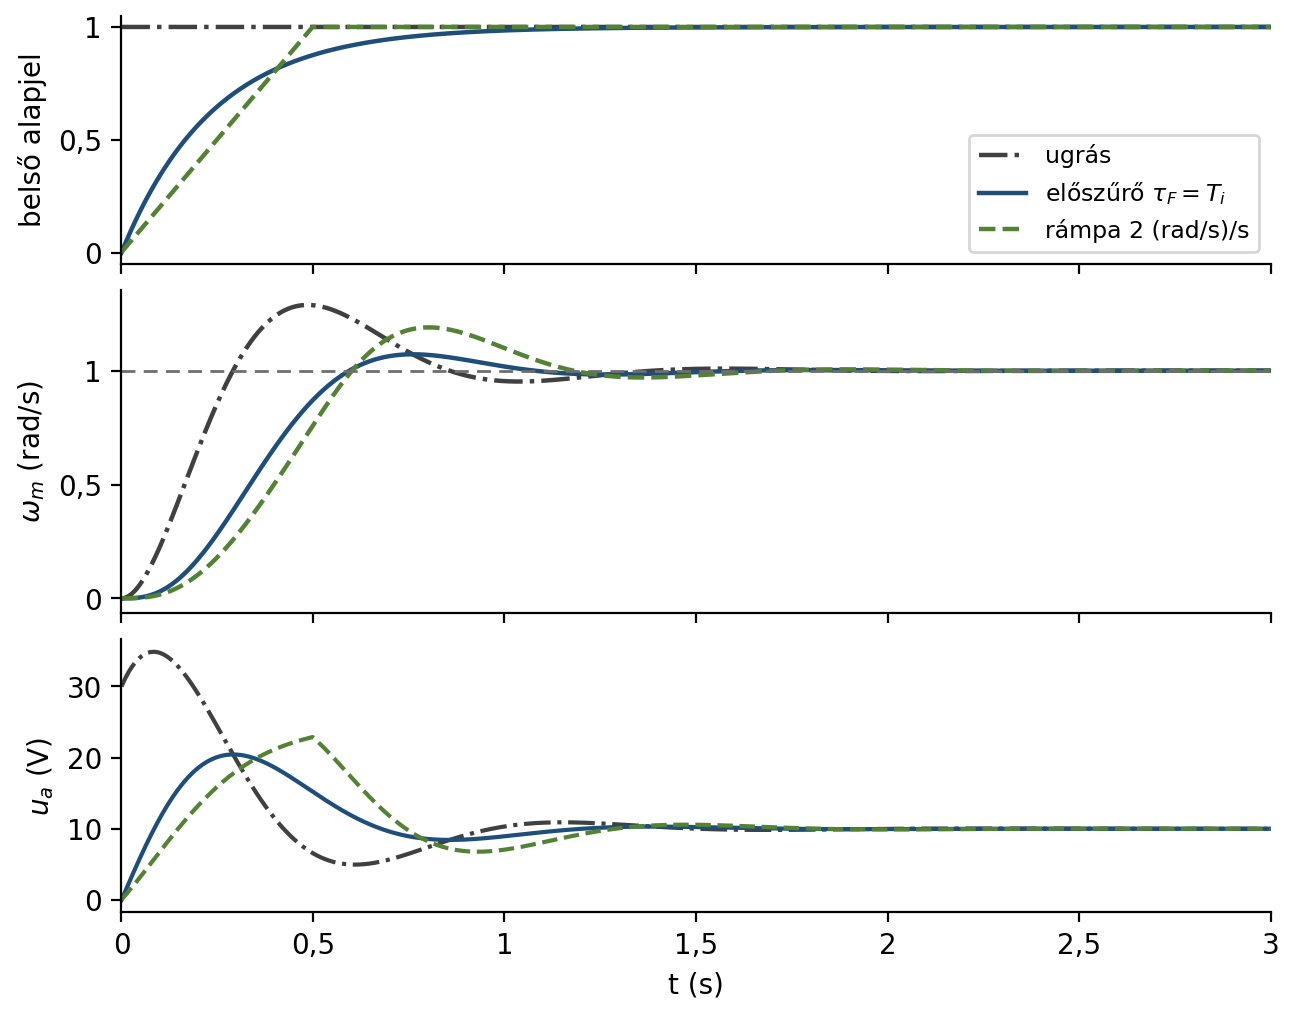 belső alapjel
1
0,5
0
ugrás
előszűrő τ_F = T_i
rámpa 2 (rad/s)/s
ω_m (rad/s)
1
0,5
0
u_a (V)
30
20
10
0
0 0,5 1 1,5 2 2,5 3
t (s)